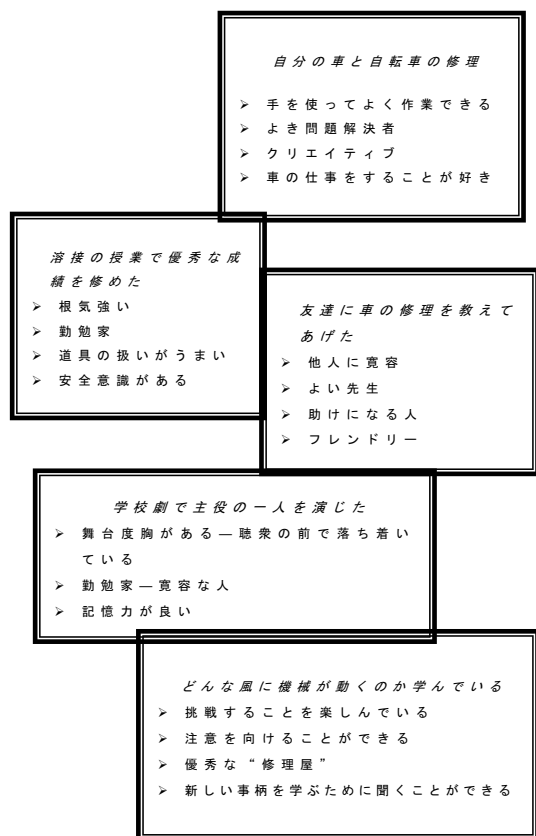 自分の車と自転車の修理
➢ 手を使ってよく作業できる
➢ よき問題解決者
➢ クリエイティブ
➢ 車の仕事をすることが好き
溶接の授業で優秀な成
績を修めた
➢ 根気強い
➢ 勤勉家
➢ 道具の扱いがうまい
➢ 安全意識がある
友達に車の修理を教えて
あげた
➢ 他人に寛容
➢ よい先生
➢ 助けになる人
➢ フレンドリー
学校劇で主役の一人を演じた
➢ 舞台度胸がある―聴衆の前で落ち着い
ている
➢ 勤勉家―寛容な人
➢ 記憶力が良い
どんな風に機械が動くのか学んでいる
➢ 挑戦することを楽しんでいる
➢ 注意を向けることができる
➢ 優秀な“修理屋”
➢ 新しい事柄を学ぶために聞くことができる